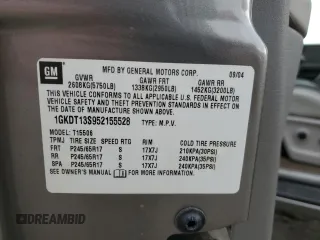 GM
MFD BY GENERAL MOTORS CORP. 09/04
GVWR GAWR FRT GAWR RR
2608KG(5750LB) 1338KG(2950LB) 1452KG(3200LB)
THIS VEHICLE CONFORMS TO ALL APPLICABLE U.S. FEDERAL MOTOR
VEHICLE SAFETY AND THEFT PREVENTION STANDARDS IN EFFECT ON
THE DATE OF MANUFACTURE SHOWN ABOVE.
1GKDT13S952155528 TYPE: M.P.V.
MODEL: T15506
TPMJ TIRE SIZE SPEED RTG RIM COLD TIRE PRESSURE
FRT P245/65R17 S 17X7J 210KPA(30PSI)
RR P245/65R17 S 17X7J 240KPA(35PSI)
SPA P245/65R17 S 17X7J 240KPA(35PSI)
SEE OWNER'S MANUAL FOR MORE INFORMATION.
DREAMBID